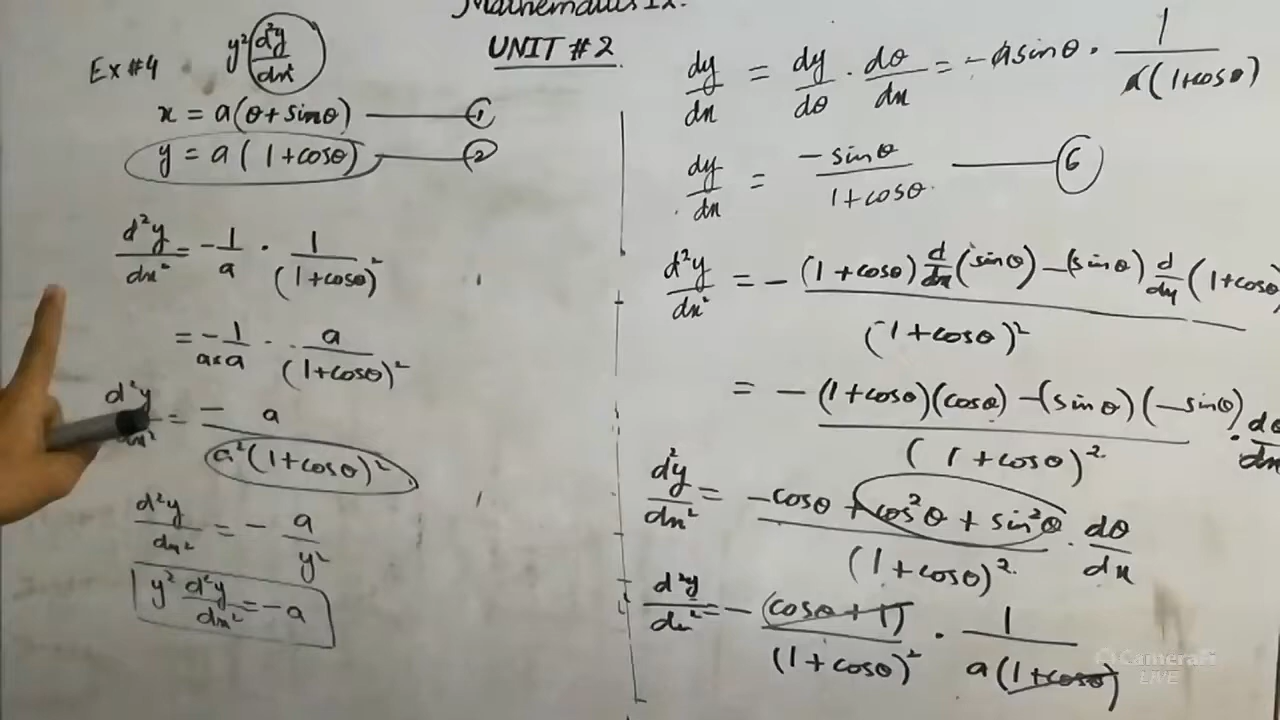 Mathematics IX.
UNIT #2
Ex #4 y² d²y/dx²
x = a(θ+sinθ) — ①
y = a(1+cosθ) — ②
d²y/dx² = -1/a · 1/(1+cosθ)²
= -1/a×a · a/(1+cosθ)²
d²y/dx² = - a/a²(1+cosθ)²
d²y/dx² = - a/y²
y² d²y/dx² = -a
dy/dx = dy/dθ · dθ/dx = -asinθ · 1/a(1+cosθ)
dy/dx = -sinθ/1+cosθ — ⑥
d²y/dx² = - (1+cosθ) d/dx (sinθ) - (sinθ) d/dx (1+cosθ)/(1+cosθ)²
= - (1+cosθ)(cosθ) - (sinθ)(-sinθ)/(1+cosθ)² · dθ/dx
d²y/dx² = -cosθ + cos²θ + sin²θ/(1+cosθ)² · dθ/dx
d²y/dx² = - (cosθ+1)/(1+cosθ)² · 1/a(1+cosθ)
CameraFi
LIVE